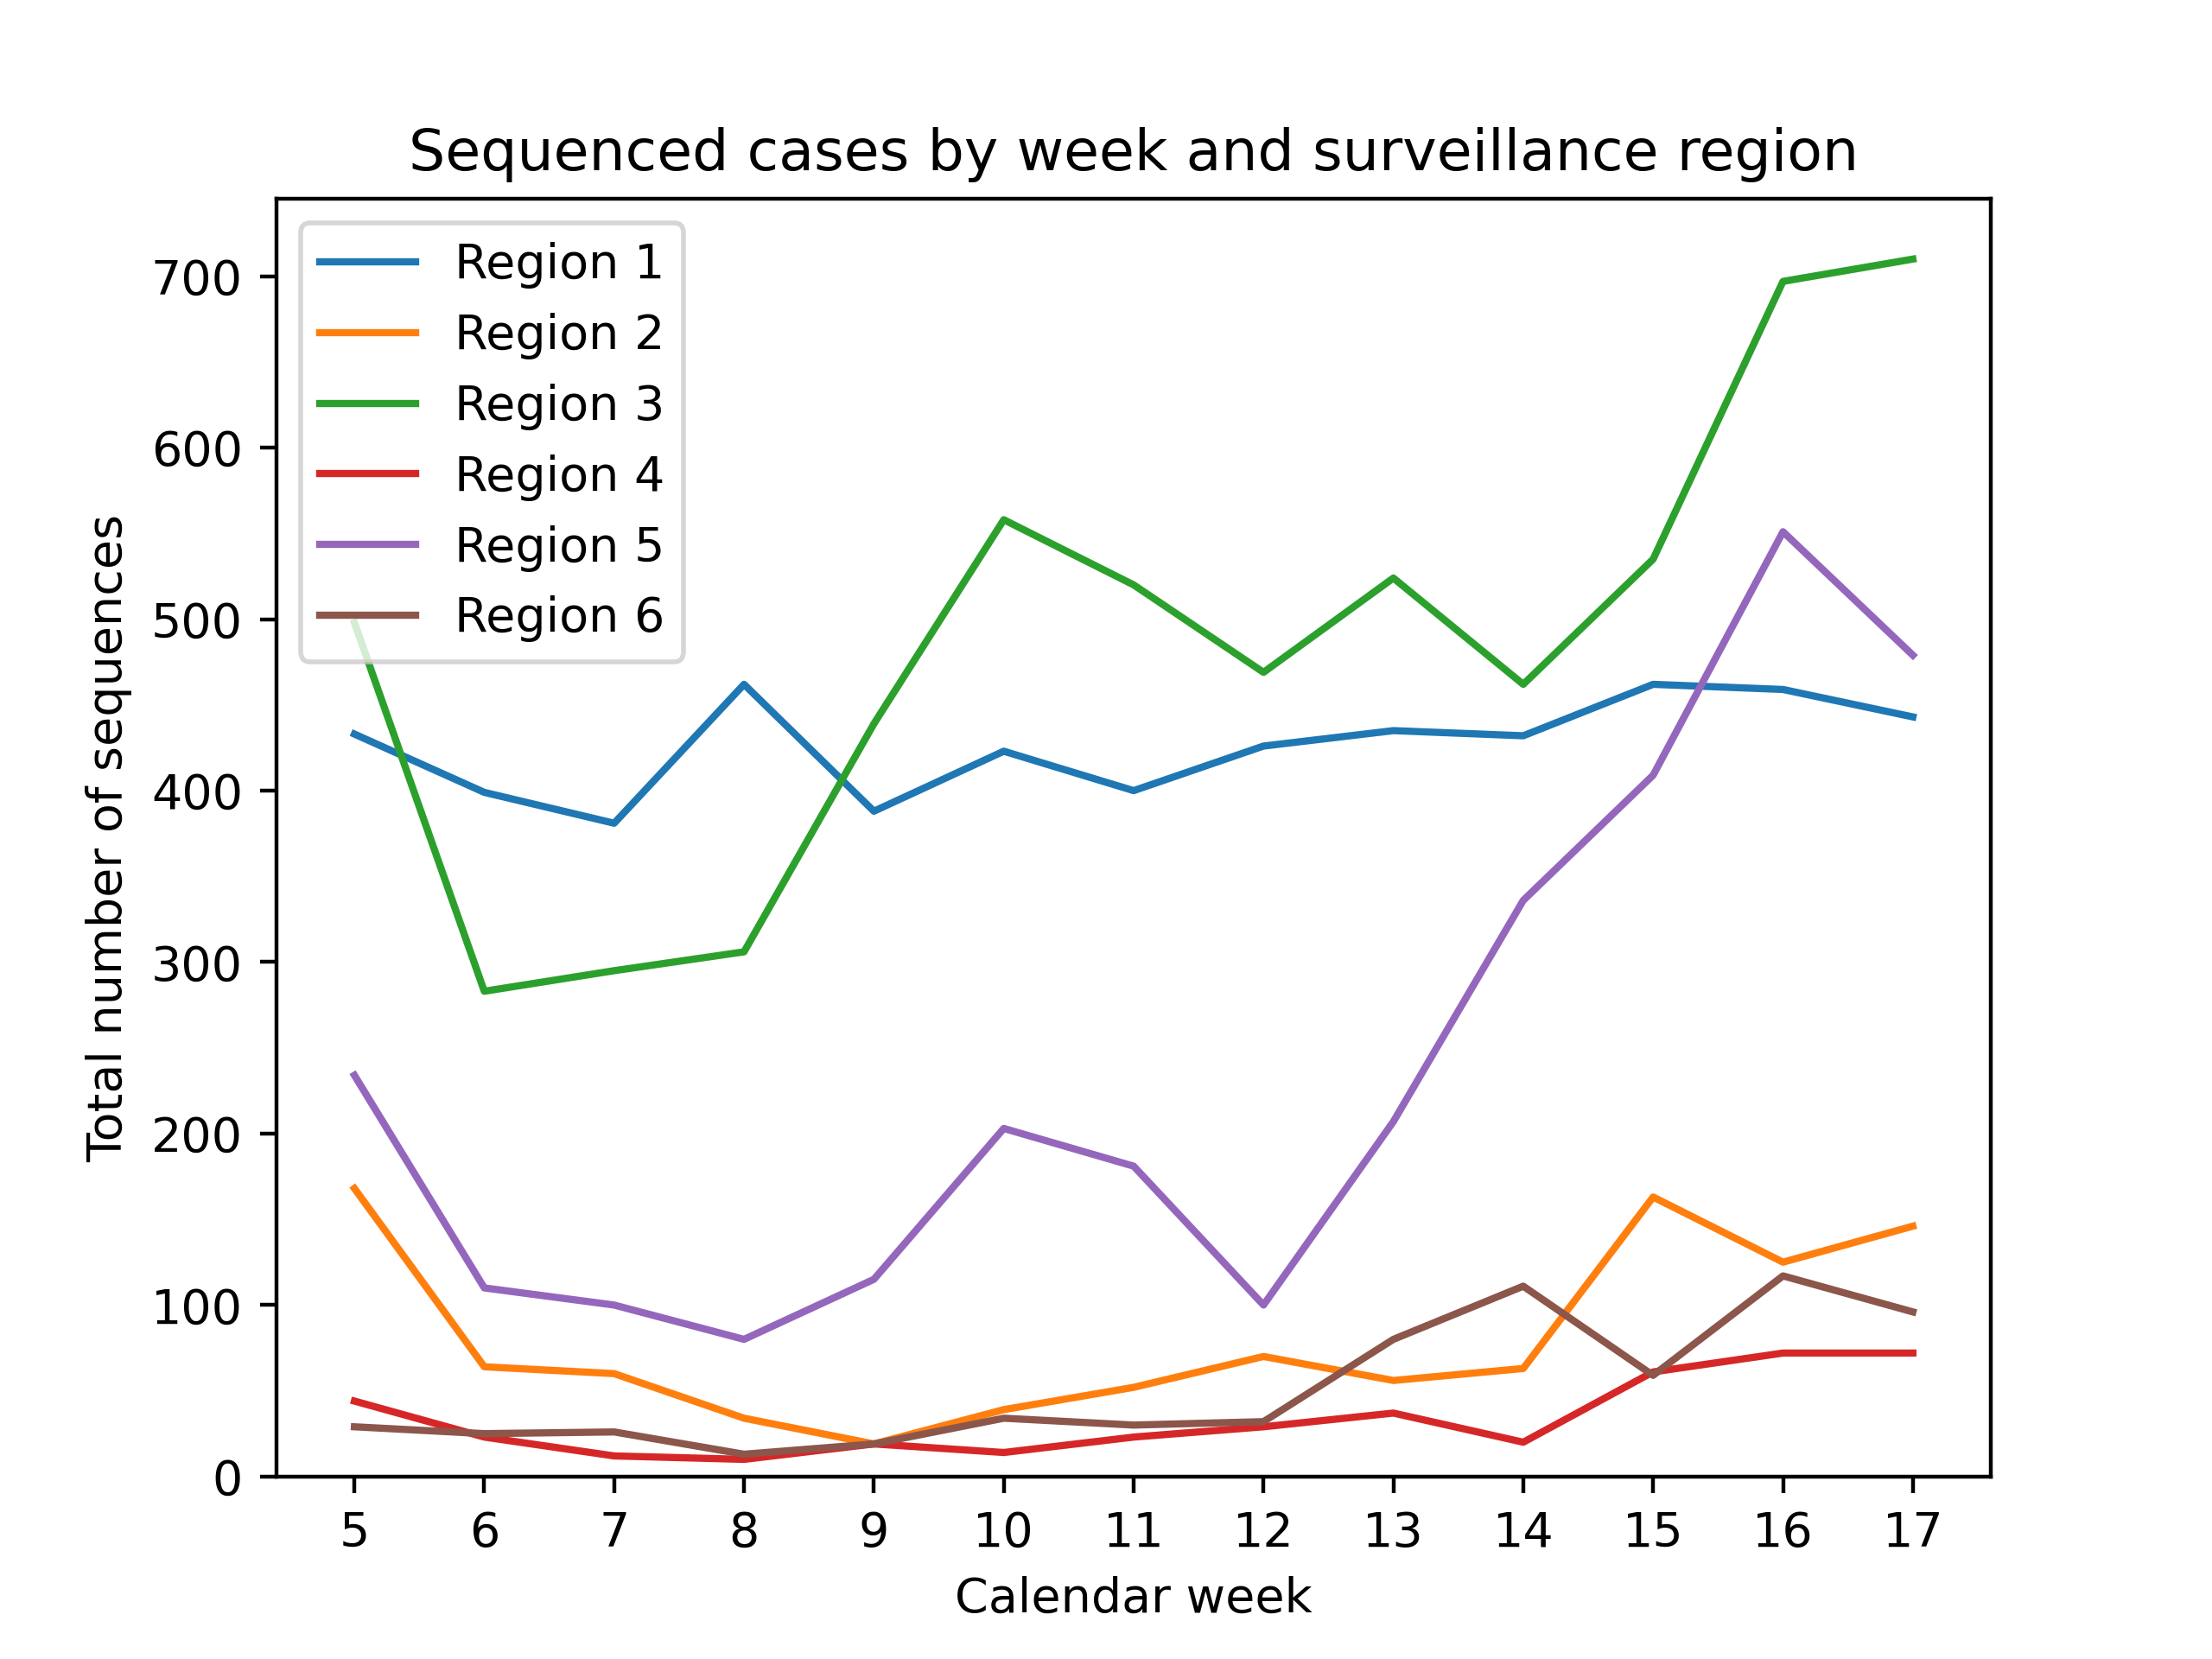 Sequenced cases by week and surveillance region
Region 1
Region 2
Region 3
Region 4
Region 5
Region 6
Total number of sequences
700
600
500
400
300
200
100
0
5 6 7 8 9 10 11 12 13 14 15 16 17
Calendar week